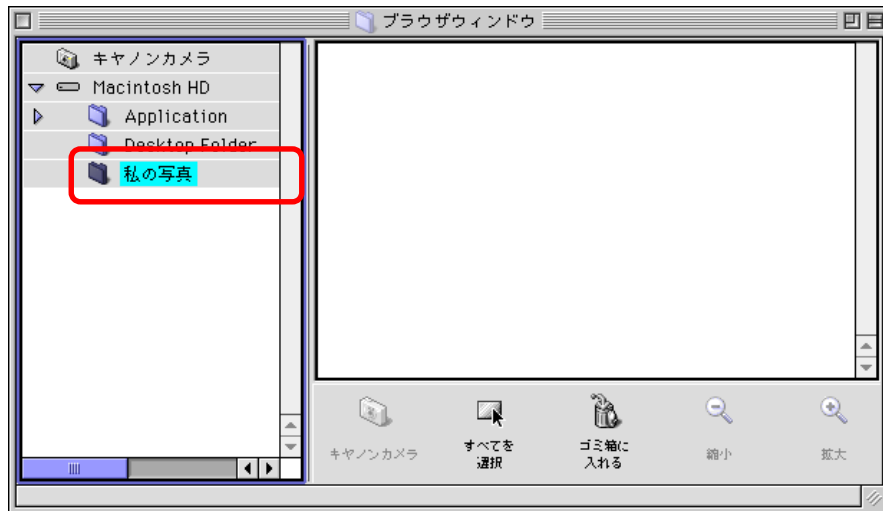 ブラウザウィンドウ
キヤノンカメラ
Macintosh HD
Application
Desktop Folder
私の写真
キヤノンカメラ
すべてを
選択
ゴミ箱に
入れる
縮小
拡大